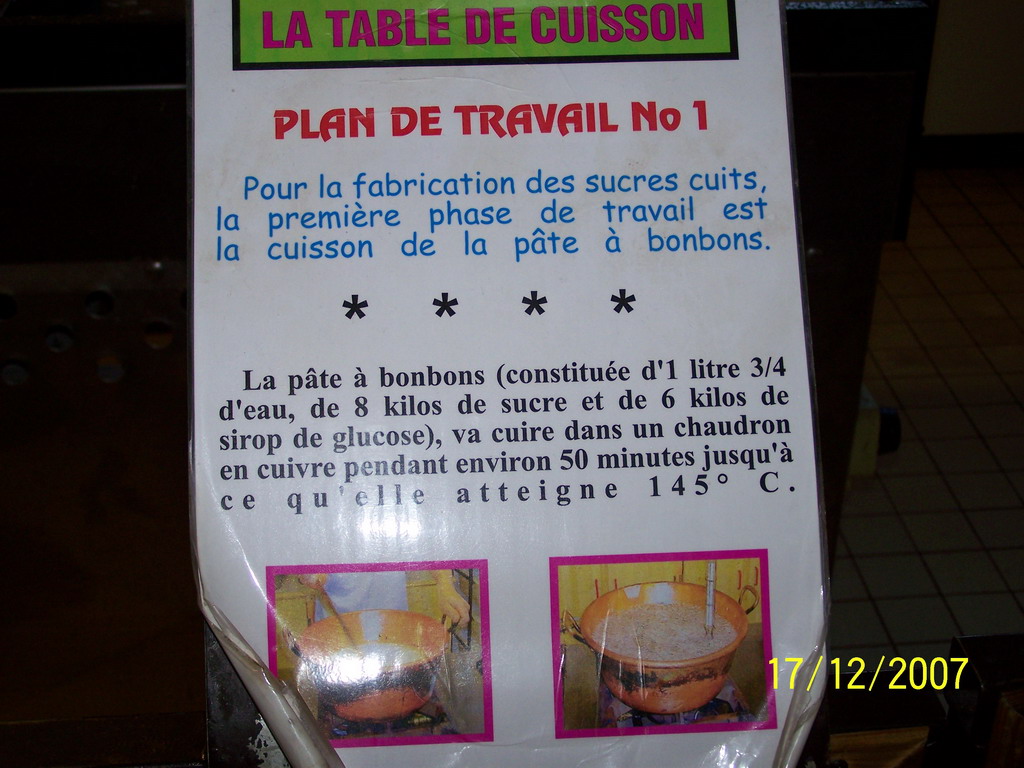 LA TABLE DE CUISSON
PLAN DE TRAVAIL No 1
Pour la fabrication des sucres cuits,
la première phase de travail est
la cuisson de la pâte à bonbons.
* * * *
La pâte à bonbons (constituée d'1 litre 3/4
d'eau, de 8 kilos de sucre et de 6 kilos de
sirop de glucose), va cuire dans un chaudron
en cuivre pendant environ 50 minutes jusqu'à
ce qu'elle atteigne 145° C.
17/12/2007